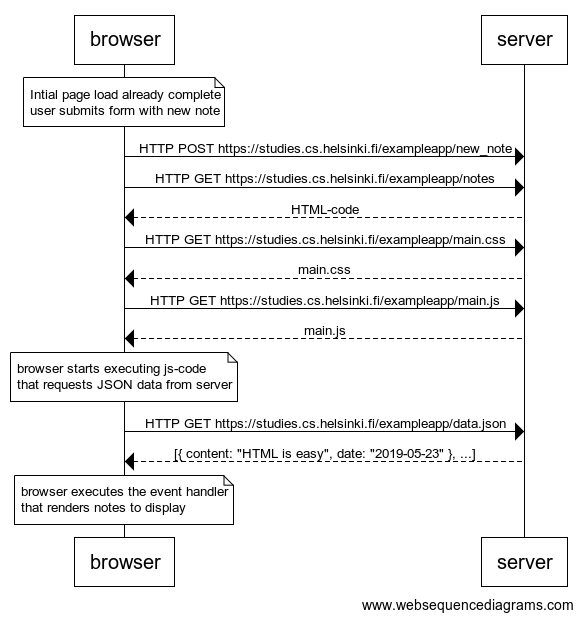 browser
server
Intial page load already complete
user submits form with new note
HTTP POST https://studies.cs.helsinki.fi/exampleapp/new_note
HTTP GET https://studies.cs.helsinki.fi/exampleapp/notes
HTML-code
HTTP GET https://studies.cs.helsinki.fi/exampleapp/main.css
main.css
HTTP GET https://studies.cs.helsinki.fi/exampleapp/main.js
main.js
browser starts executing js-code
that requests JSON data from server
HTTP GET https://studies.cs.helsinki.fi/exampleapp/data.json
[{ content: "HTML is easy", date: "2019-05-23" }, ...]
browser executes the event handler
that renders notes to display
browser
server
www.websequencediagrams.com